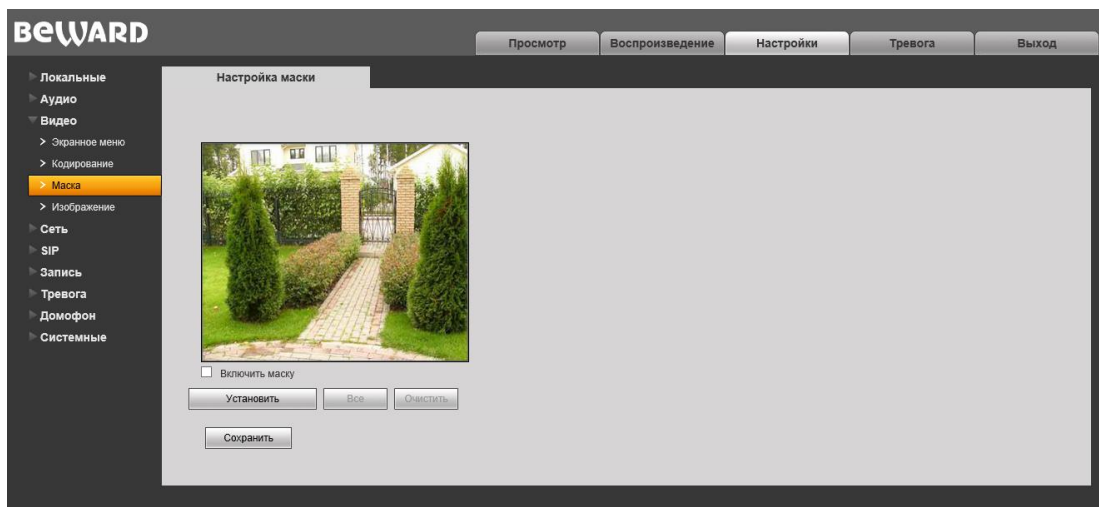 BEWARD
Просмотр
Воспроизведение
Настройки
Тревога
Выход
Локальные
Аудио
Видео
Экранное меню
Кодирование
Маска
Изображение
Сеть
SIP
Запись
Тревога
Домофон
Системные
Настройка маски
Включить маску
Установить
Все
Очистить
Сохранить